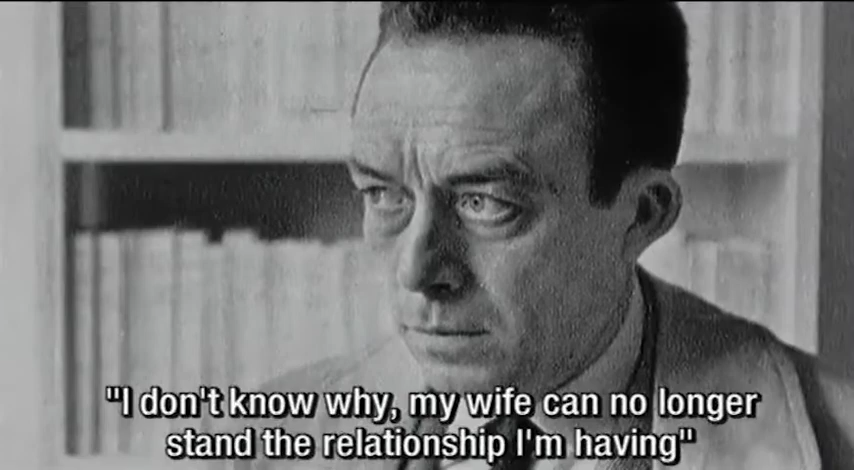 "I don't know why, my wife can no longer
stand the relationship I'm having"